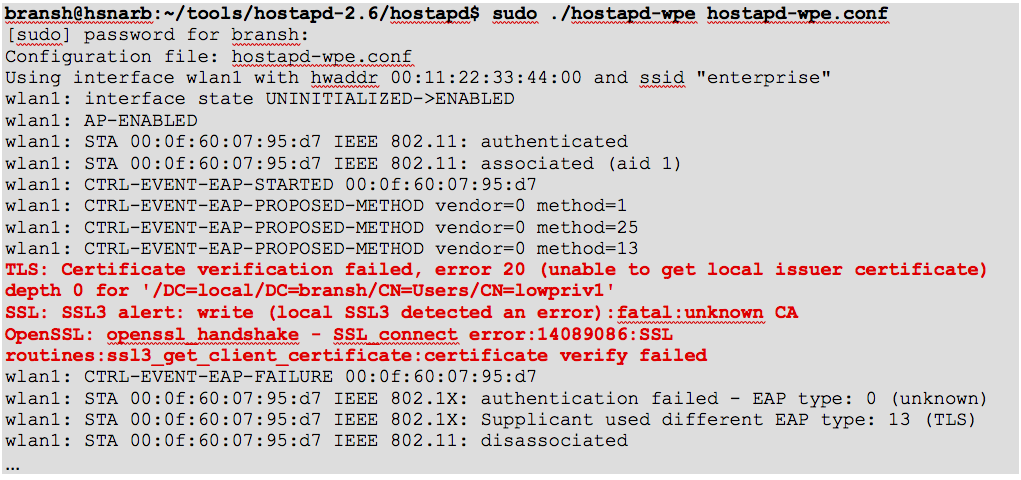 bransh@hsnarb:~/tools/hostapd-2.6/hostapd$ sudo ./hostapd-wpe hostapd-wpe.conf
[sudo] password for bransh:
Configuration file: hostapd-wpe.conf
Using interface wlan1 with hwaddr 00:11:22:33:44:00 and ssid "enterprise"
wlan1: interface state UNINITIALIZED->ENABLED
wlan1: AP-ENABLED
wlan1: STA 00:0f:60:07:95:d7 IEEE 802.11: authenticated
wlan1: STA 00:0f:60:07:95:d7 IEEE 802.11: associated (aid 1)
wlan1: CTRL-EVENT-EAP-STARTED 00:0f:60:07:95:d7
wlan1: CTRL-EVENT-EAP-PROPOSED-METHOD vendor=0 method=1
wlan1: CTRL-EVENT-EAP-PROPOSED-METHOD vendor=0 method=25
wlan1: CTRL-EVENT-EAP-PROPOSED-METHOD vendor=0 method=13
TLS: Certificate verification failed, error 20 (unable to get local issuer certificate)
depth 0 for '/DC=local/DC=bransh/CN=Users/CN=lowpriv1'
SSL: SSL3 alert: write (local SSL3 detected an error):fatal:unknown CA
OpenSSL: openssl_handshake - SSL_connect error:14089086:SSL
routines:ssl3_get_client_certificate:certificate verify failed
wlan1: CTRL-EVENT-EAP-FAILURE 00:0f:60:07:95:d7
wlan1: STA 00:0f:60:07:95:d7 IEEE 802.1X: authentication failed - EAP type: 0 (unknown)
wlan1: STA 00:0f:60:07:95:d7 IEEE 802.1X: Supplicant used different EAP type: 13 (TLS)
wlan1: STA 00:0f:60:07:95:d7 IEEE 802.11: disassociated
…